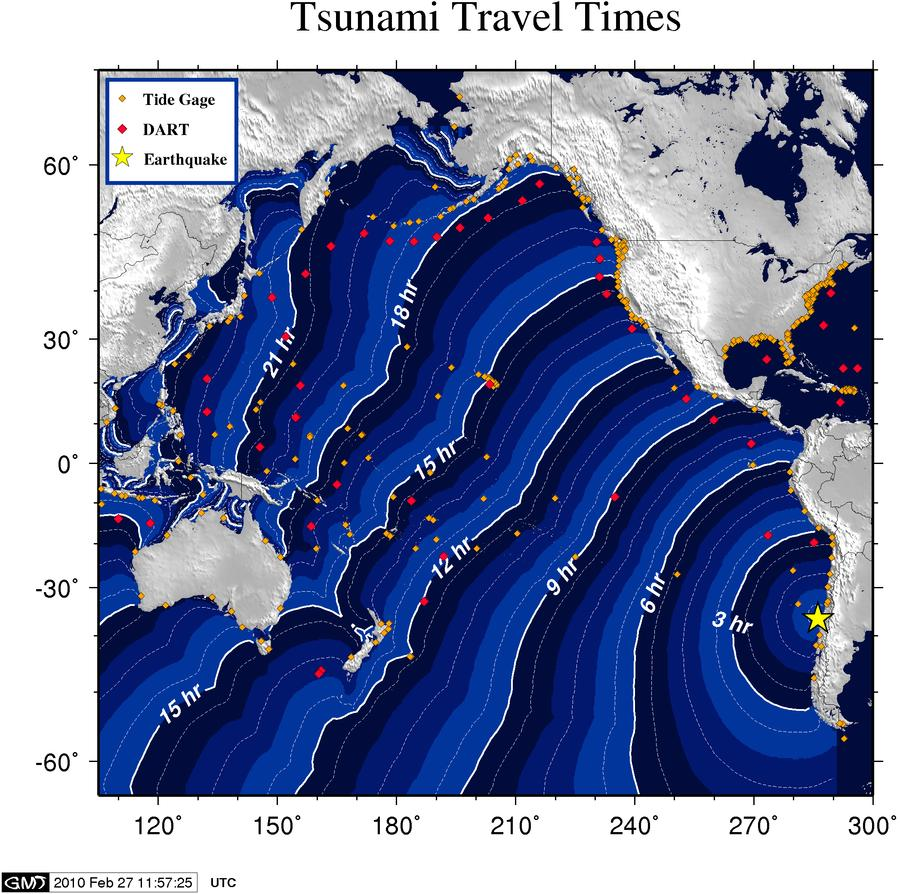 Tsunami Travel Times
Tide Gage
DART
Earthquake
60°
30°
0°
-30°
-60°
21 hr
18 hr
15 hr
12 hr
9 hr
6 hr
3 hr
15 hr
120° 150° 180° 210° 240° 270° 300°
GMT 2010 Feb 27 11:57:25 UTC